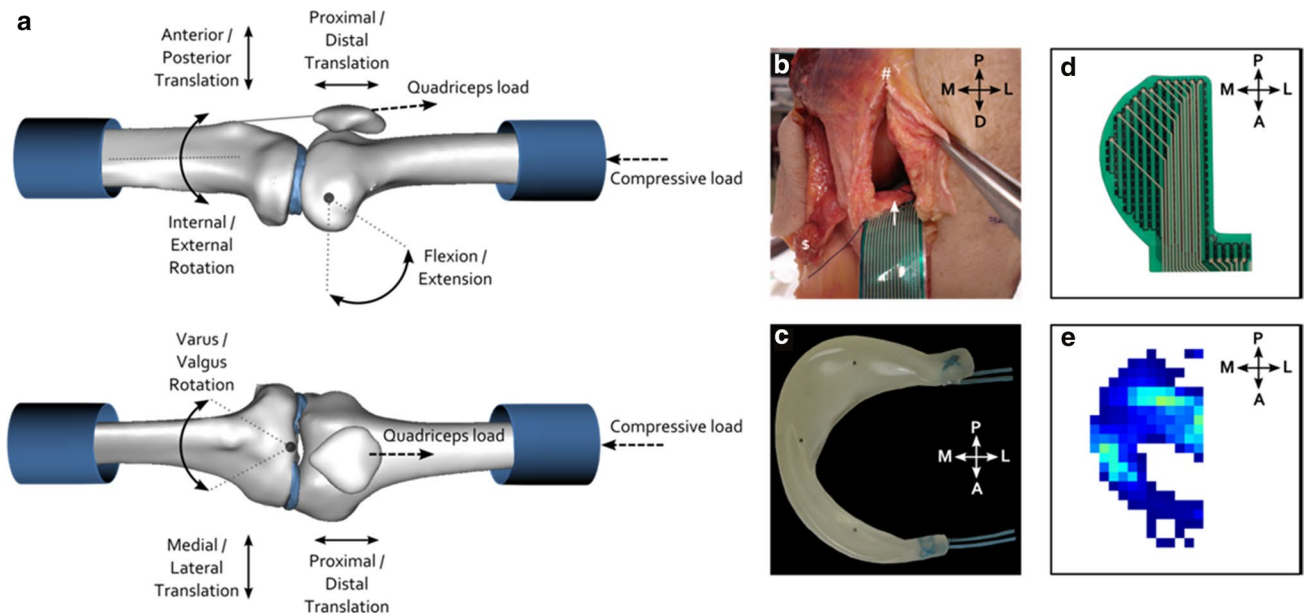 a
Anterior /
Posterior
Translation
Proximal /
Distal
Translation
Quadriceps load
Compressive load
Internal /
External
Rotation
Flexion /
Extension
Varus /
Valgus
Rotation
Quadriceps load
Compressive load
Medial /
Lateral
Translation
Proximal /
Distal
Translation
b
#
P
M L
D
$
c
P
M L
A
d
P
M L
A
e
P
M L
A